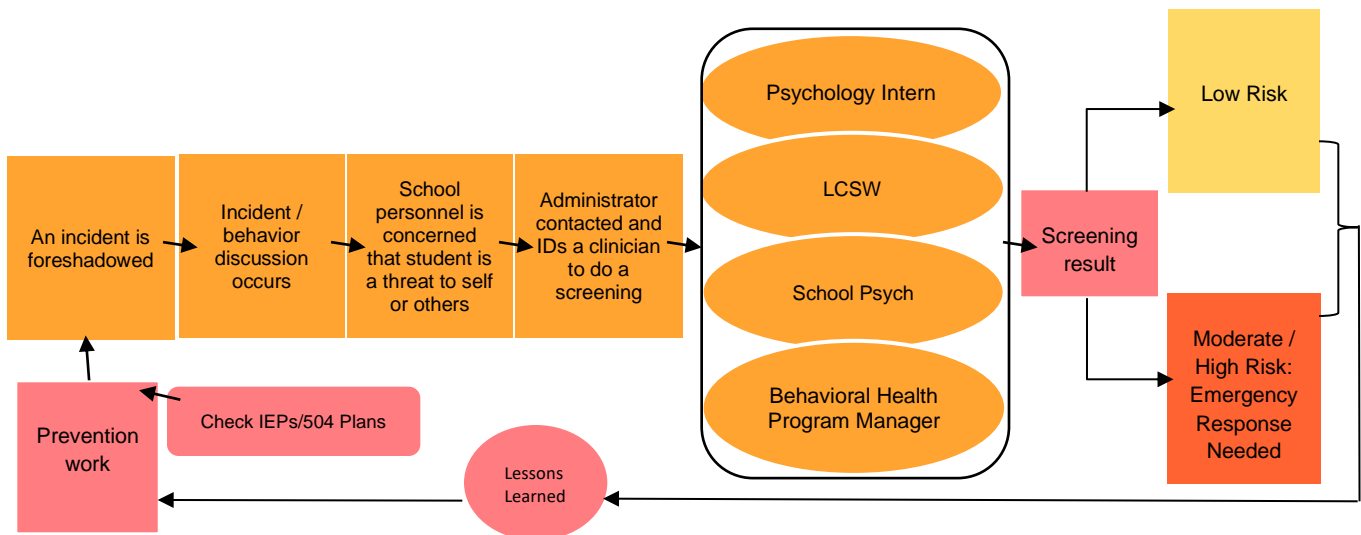 An incident is
foreshadowed
Incident /
behavior
discussion
occurs
School
personnel is
concerned
that student is
a threat to self
or others
Administrator
contacted and
IDs a clinician
to do a
screening
Psychology Intern
LCSW
School Psych
Behavioral Health
Program Manager
Screening
result
Low Risk
Moderate /
High Risk:
Emergency
Response
Needed
Prevention
work
Check IEPs/504 Plans
Lessons
Learned